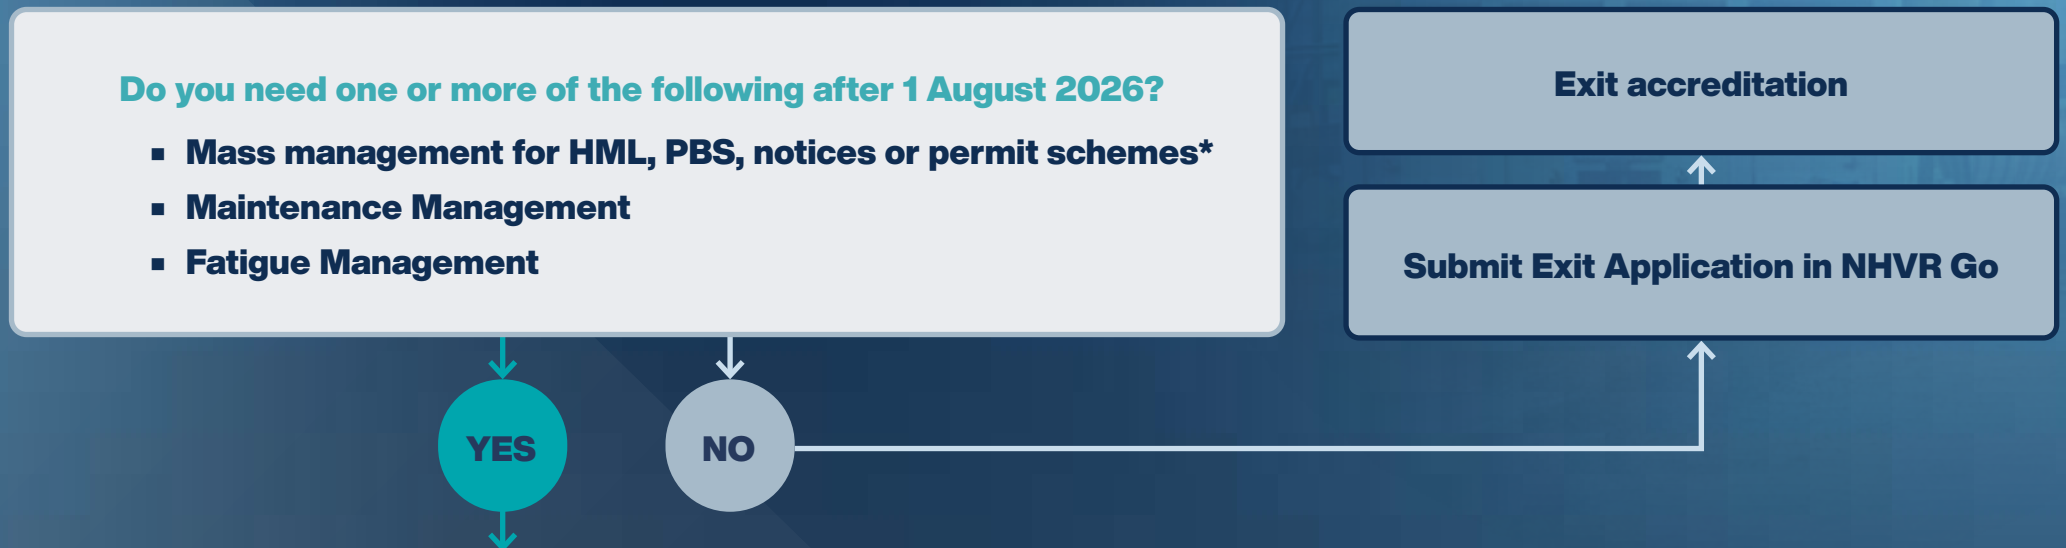 Do you need one or more of the following after 1 August 2026?
▪ Mass management for HML, PBS, notices or permit schemes*
▪ Maintenance Management
▪ Fatigue Management
YES
NO
Exit accreditation
Submit Exit Application in NHVR Go